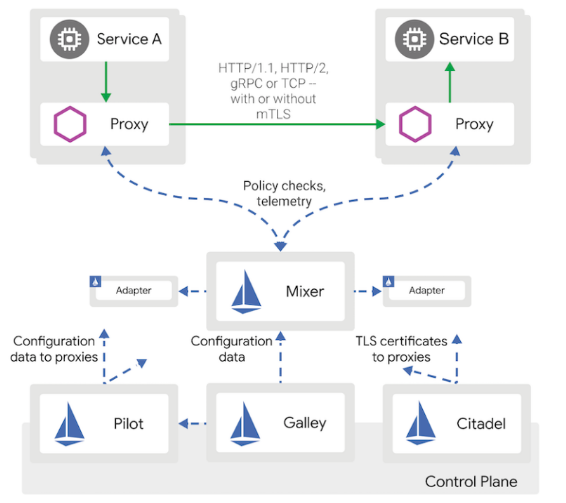 Service A
Service B
HTTP/1.1, HTTP/2,
gRPC or TCP --
with or without
mTLS
Proxy
Proxy
Policy checks,
telemetry
Mixer
Adapter
Adapter
Configuration
data to proxies
Configuration
data
TLS certificates
to proxies
Pilot
Galley
Citadel
Control Plane